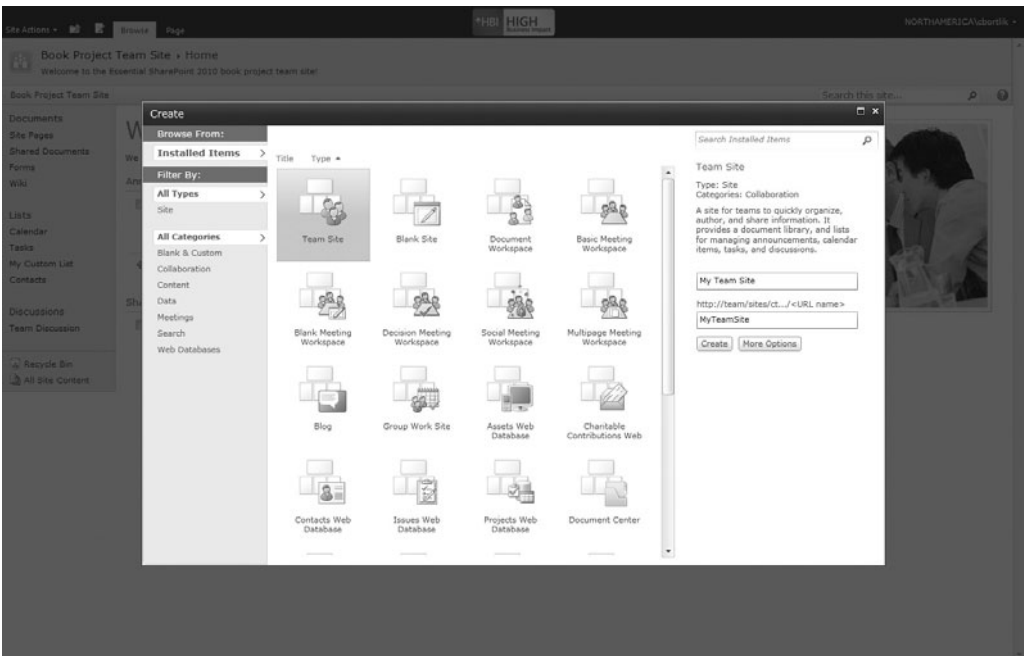 Site Actions
Browse
Page
*HBI HIGH
Business Impact
NORTHAMERICA\cbortlik
Book Project Team Site › Home
Welcome to the Essential SharePoint 2010 book project team site!
Book Project Team Site
Search this site...
Documents
Site Pages
Shared Documents
Forms
Wiki
Lists
Calendar
Tasks
My Custom List
Contacts
Discussions
Team Discussion
Recycle Bin
All Site Content
Create
Browse From:
Installed Items >
Filter By:
All Types >
Site
All Categories >
Blank & Custom
Collaboration
Content
Data
Meetings
Search
Web Databases
Title Type
Team Site
Blank Site
Document
Workspace
Basic Meeting
Workspace
Blank Meeting
Workspace
Decision Meeting
Workspace
Social Meeting
Workspace
Multipage Meeting
Workspace
Blog
Group Work Site
Assets Web
Database
Charitable
Contributions Web
Contacts Web
Database
Issues Web
Database
Projects Web
Database
Document Center
Search Installed Items
Team Site
Type: Site
Categories: Collaboration
A site for teams to quickly organize,
author, and share information. It
provides a document library, and lists
for managing announcements, calendar
items, tasks, and discussions.
My Team Site
http://team/sites/ct.../<URL name>
MyTeamSite
Create
More Options